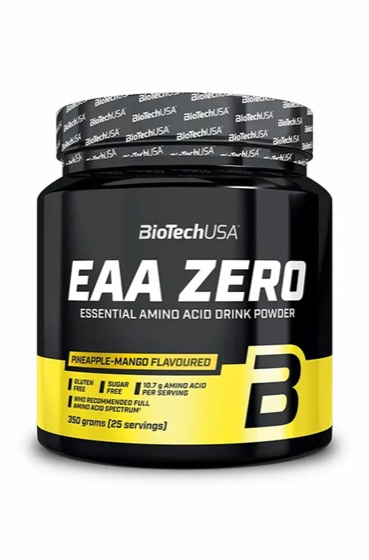 BioTechUSA
BioTechUSA
EAA ZERO
ESSENTIAL AMINO ACID DRINK POWDER
PINEAPPLE-MANGO FLAVOURED
GLUTEN FREE
SUGAR FREE
10.7 g AMINO ACID PER SERVING
WHO RECOMMENDED FULL AMINO ACID SPECTRUM*
350 grams (25 servings)
B